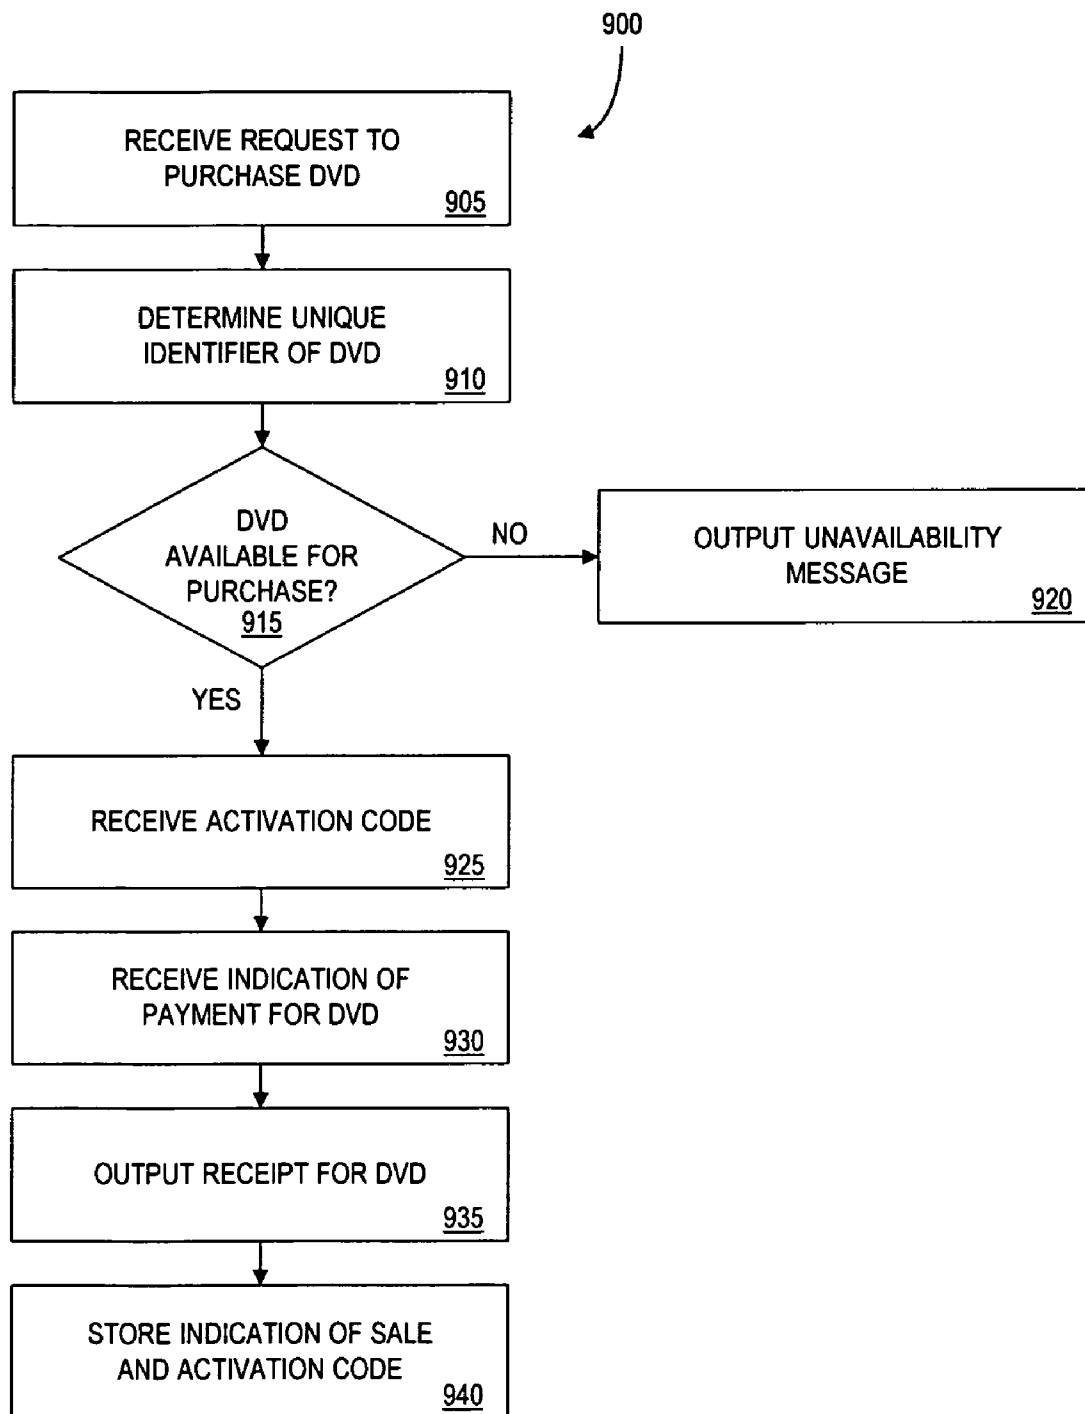 900
RECEIVE REQUEST TO
PURCHASE DVD
905
DETERMINE UNIQUE
IDENTIFIER OF DVD
910
DVD
AVAILABLE FOR
PURCHASE?
915
NO
OUTPUT UNAVAILABILITY
MESSAGE
920
YES
RECEIVE ACTIVATION CODE
925
RECEIVE INDICATION OF
PAYMENT FOR DVD
930
OUTPUT RECEIPT FOR DVD
935
STORE INDICATION OF SALE
AND ACTIVATION CODE
940